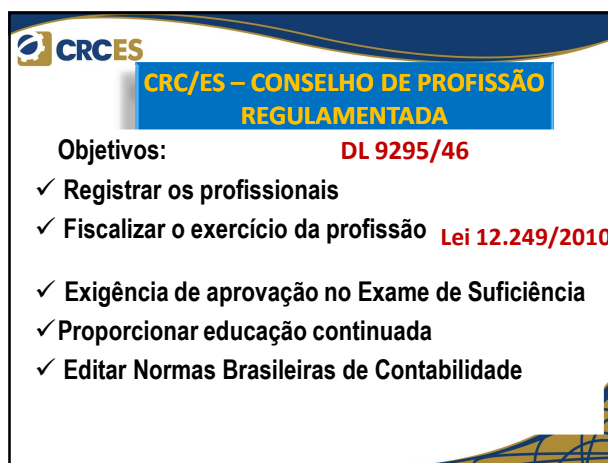 CRCES
CRC/ES – CONSELHO DE PROFISSÃO
REGULAMENTADA
Objetivos: DL 9295/46
✓ Registrar os profissionais
✓ Fiscalizar o exercício da profissão Lei 12.249/2010
✓ Exigência de aprovação no Exame de Suficiência
✓Proporcionar educação continuada
✓ Editar Normas Brasileiras de Contabilidade